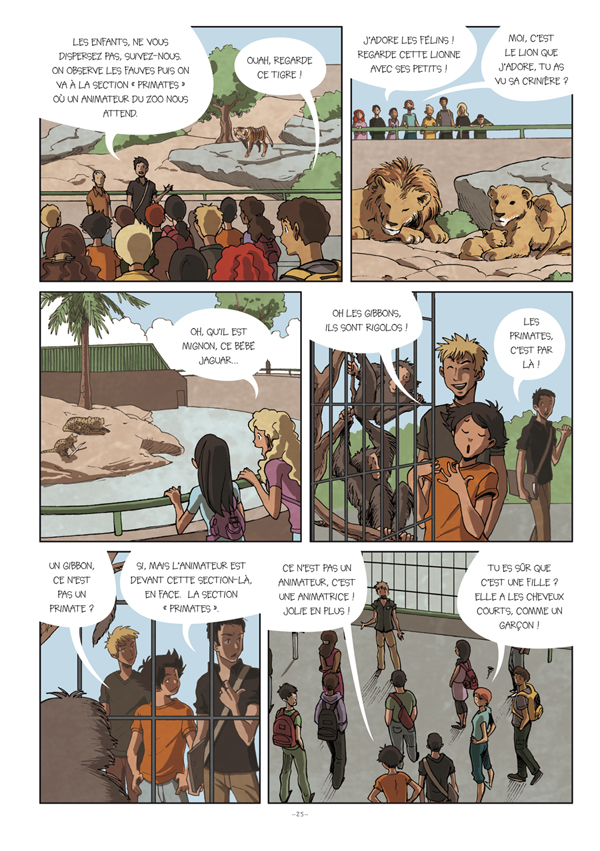 LES ENFANTS, NE VOUS
DISPERSEZ PAS, SUIVEZ-NOUS.
ON OBSERVE LES FAUVES PUIS ON
VA À LA SECTION « PRIMATES »
OÙ UN ANIMATEUR DU ZOO NOUS
ATTEND.
OUAH, REGARDE
CE TIGRE !
J'ADORE LES FÉLINS !
REGARDE CETTE LIONNE
AVEC SES PETITS !
MOI, C'EST
LE LION QUE
J'ADORE, TU AS
VU SA CRINIÈRE ?
OH, QU'IL EST
MIGNON, CE BÉBÉ
JAGUAR...
OH LES GIBBONS,
ILS SONT RIGOLOS !
LES
PRIMATES,
C'EST PAR
LÀ !
UN GIBBON,
CE N'EST
PAS UN
PRIMATE ?
SI, MAIS L'ANIMATEUR EST
DEVANT CETTE SECTION-LÀ,
EN FACE. LA SECTION
« PRIMATES ».
CE N'EST PAS UN
ANIMATEUR, C'EST
UNE ANIMATRICE !
JOLIE EN PLUS !
TU ES SÛR QUE
C'EST UNE FILLE ?
ELLE A LES CHEVEUX
COURTS, COMME UN
GARÇON !
-25-